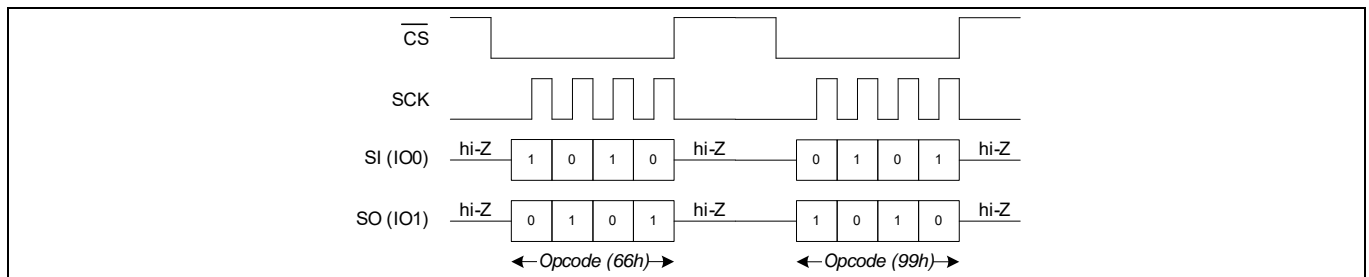 CS
SCK
SI (IO0) hi-Z 1 0 1 0 hi-Z 0 1 0 1 hi-Z
SO (IO1) hi-Z 0 1 0 1 hi-Z 1 0 1 0 hi-Z
Opcode (66h) Opcode (99h)